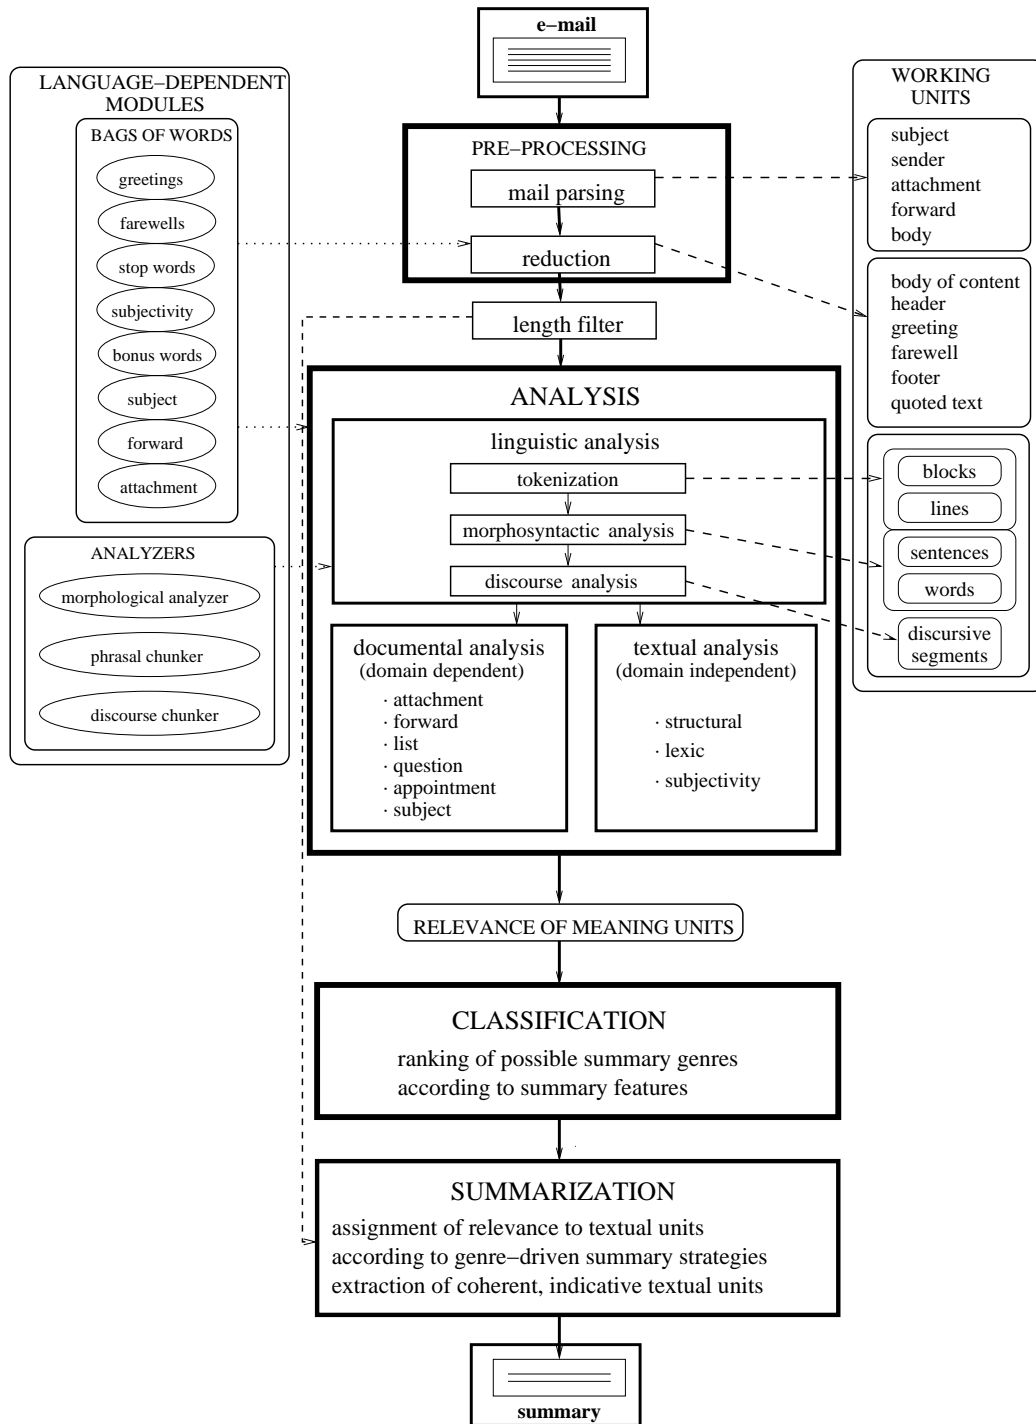 e−mail
LANGUAGE−DEPENDENT
MODULES
BAGS OF WORDS
greetings
farewells
stop words
subjectivity
bonus words
subject
forward
attachment
ANALYZERS
morphological analyzer
phrasal chunker
discourse chunker
PRE−PROCESSING
mail parsing
reduction
length filter
ANALYSIS
linguistic analysis
tokenization
morphosyntactic analysis
discourse analysis
documental analysis
(domain dependent)
· attachment
· forward
· list
· question
· appointment
· subject
textual analysis
(domain independent)
· structural
· lexic
· subjectivity
WORKING
UNITS
subject
sender
attachment
forward
body
body of content
header
greeting
farewell
footer
quoted text
blocks
lines
sentences
words
discursive
segments
RELEVANCE OF MEANING UNITS
CLASSIFICATION
ranking of possible summary genres
according to summary features
SUMMARIZATION
assignment of relevance to textual units
according to genre−driven summary strategies
extraction of coherent, indicative textual units
summary